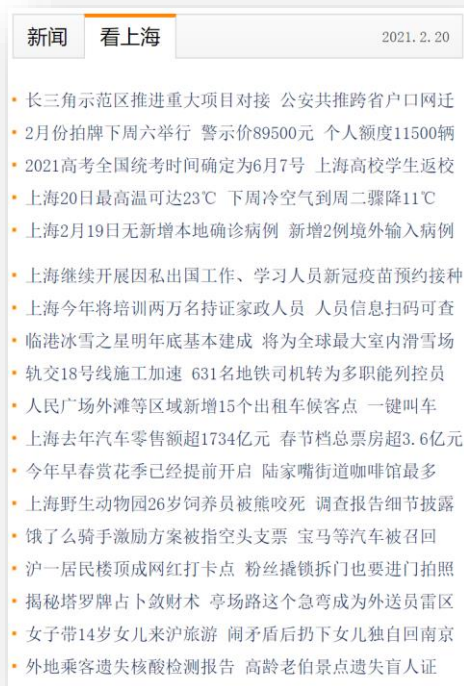 新闻 看上海 2021.2.20
长三角示范区推进重大项目对接 公安共推跨省户口网迁
2月份拍牌下周六举行 警示价89500元 个人额度11500辆
2021高考全国统考时间确定为6月7号 上海高校学生返校
上海20日最高温可达23℃ 下周冷空气到周二骤降11℃
上海2月19日无新增本地确诊病例 新增2例境外输入病例
上海继续开展因私出国工作、学习人员新冠疫苗预约接种
上海今年将培训两万名持证家政人员 人员信息扫码可查
临港冰雪之星明年底基本建成 将为全球最大室内滑雪场
轨交18号线施工加速 631名地铁司机转为多职能列控员
人民广场外滩等区域新增15个出租车候客点 一键叫车
上海去年汽车零售额超1734亿元 春节档总票房超3.6亿元
今年早春赏花季已经提前开启 陆家嘴街道咖啡馆最多
上海野生动物园26岁饲养员被熊咬死 调查报告细节披露
饿了么骑手激励方案被指空头支票 宝马等汽车被召回
沪一居民楼顶成网红打卡点 粉丝撬锁拆门也要进门拍照
揭秘塔罗牌占卜敛财术 亭场路这个急弯成为外送员雷区
女子带14岁女儿来沪旅游 闹矛盾后扔下女儿独自回南京
外地乘客遗失核酸检测报告 高龄老伯景点遗失盲人证